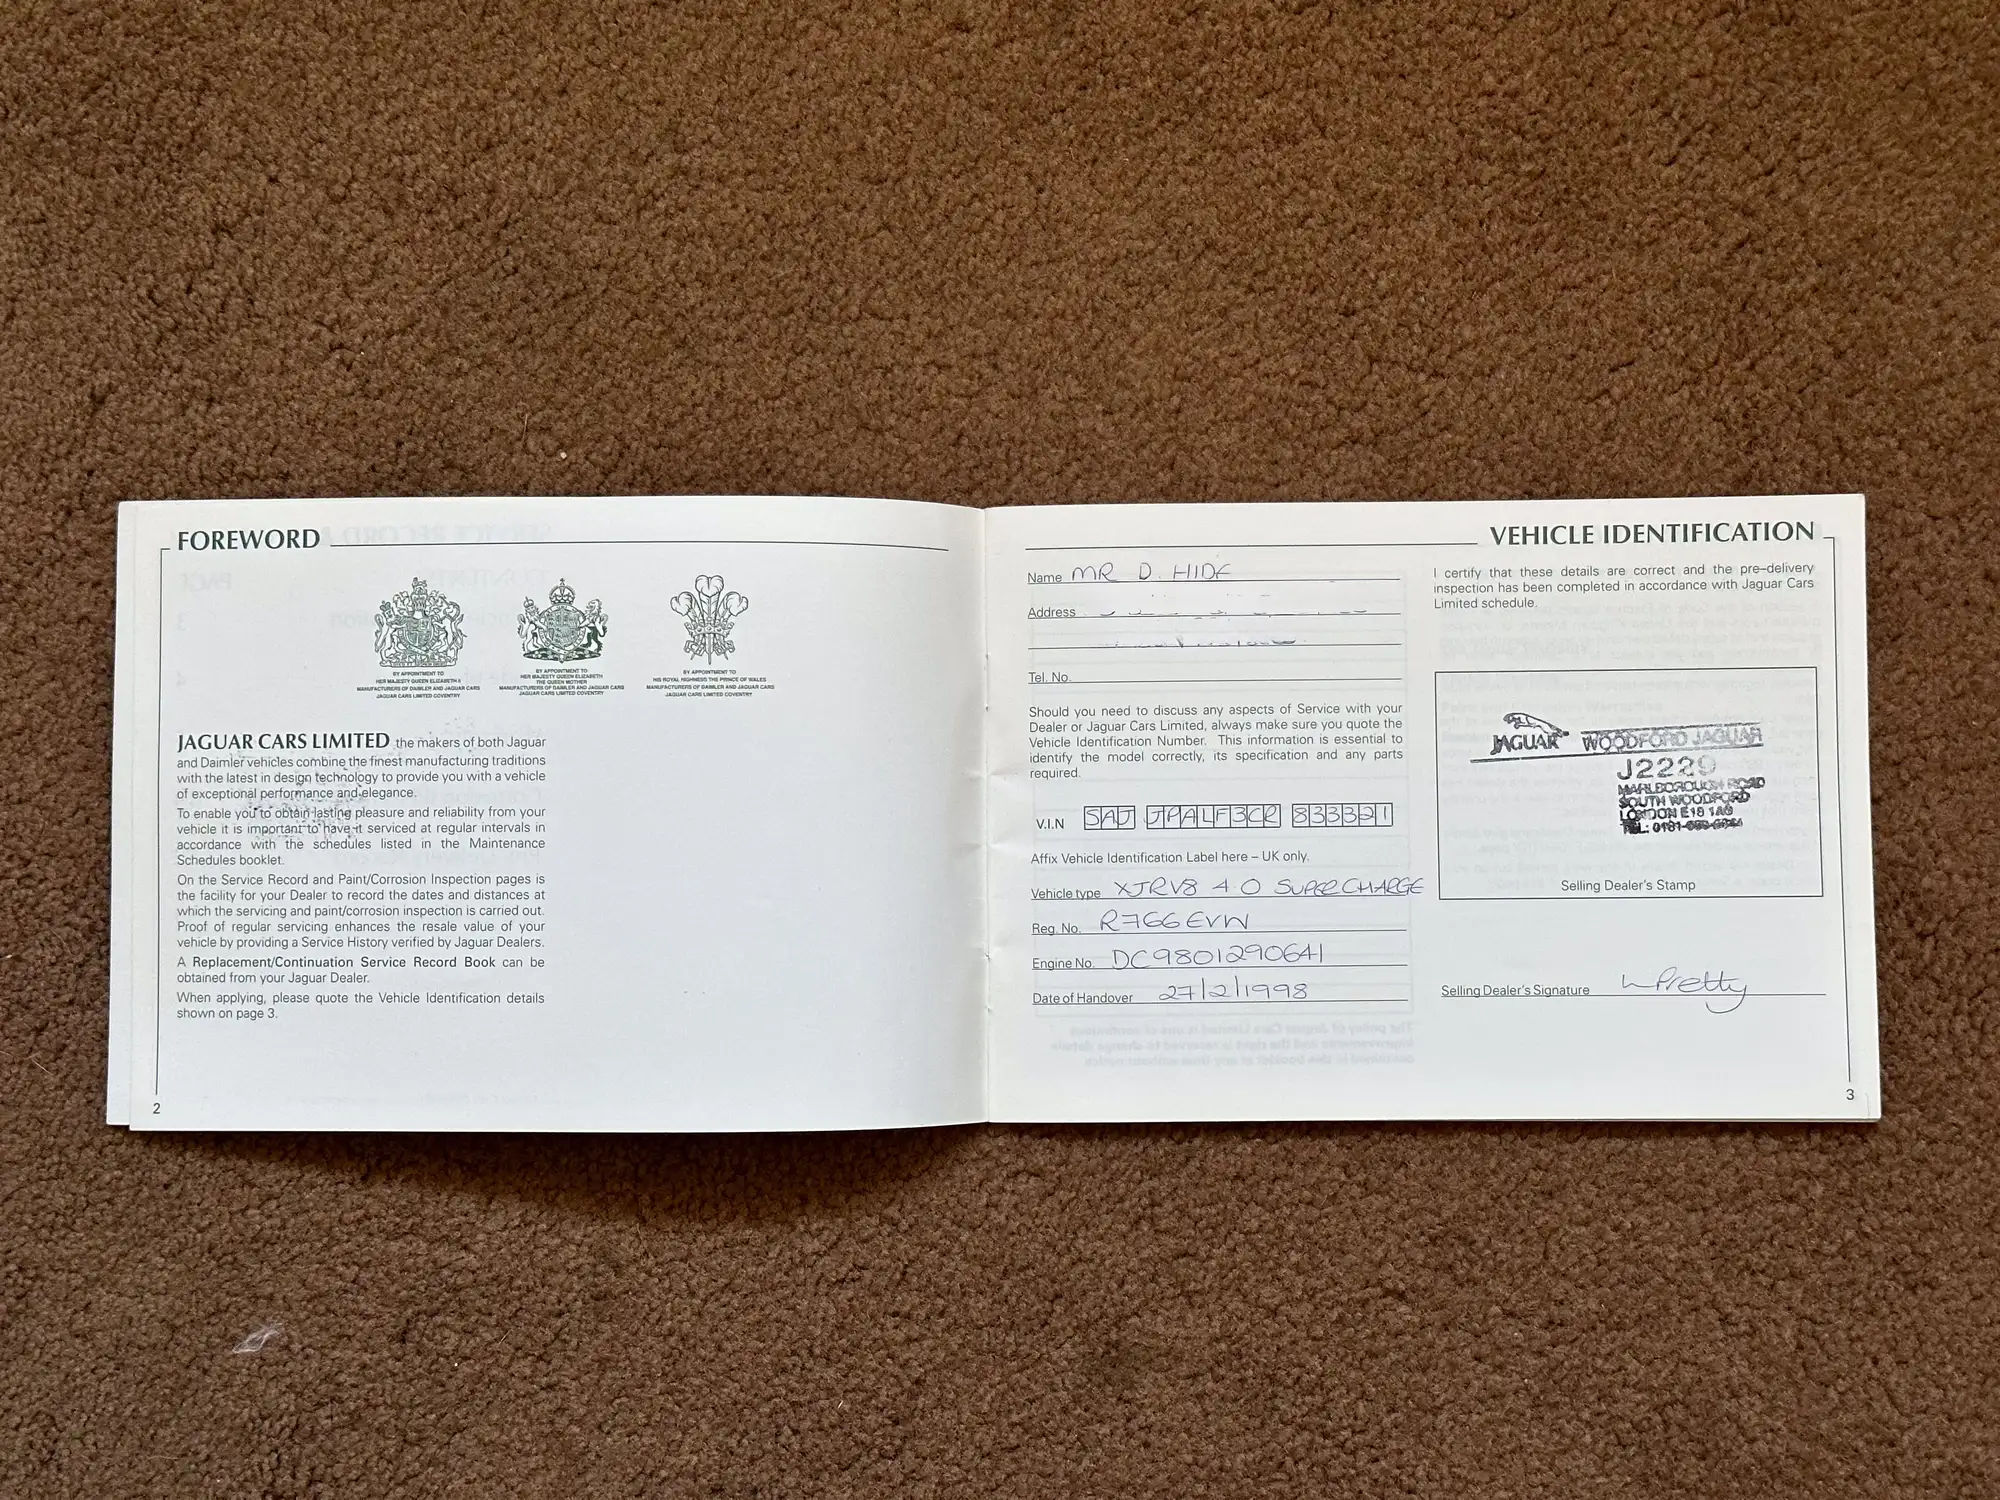 FOREWORD
BY APPOINTMENT TO
HER MAJESTY QUEEN ELIZABETH II
MANUFACTURERS OF DAIMLER AND JAGUAR CARS
JAGUAR CARS LIMITED COVENTRY
BY APPOINTMENT TO
HER MAJESTY QUEEN ELIZABETH
THE QUEEN MOTHER
MANUFACTURERS OF DAIMLER AND JAGUAR CARS
JAGUAR CARS LIMITED COVENTRY
BY APPOINTMENT TO
HIS ROYAL HIGHNESS THE PRINCE OF WALES
MANUFACTURERS OF DAIMLER AND JAGUAR CARS
JAGUAR CARS LIMITED COVENTRY
JAGUAR CARS LIMITED the makers of both Jaguar
and Daimler vehicles combine the finest manufacturing traditions
with the latest in design technology to provide you with a vehicle
of exceptional performance and elegance.
To enable you to obtain lasting pleasure and reliability from your
vehicle it is important to have it serviced at regular intervals in
accordance with the schedules listed in the Maintenance
Schedules booklet.
On the Service Record and Paint/Corrosion Inspection pages is
the facility for your Dealer to record the dates and distances at
which the servicing and paint/corrosion inspection is carried out.
Proof of regular servicing enhances the resale value of your
vehicle by providing a Service History verified by Jaguar Dealers.
A Replacement/Continuation Service Record Book can be
obtained from your Jaguar Dealer.
When applying, please quote the Vehicle Identification details
shown on page 3.
2
VEHICLE IDENTIFICATION
Name MR D. HIDE
Address
Tel. No.
Should you need to discuss any aspects of Service with your
Dealer or Jaguar Cars Limited, always make sure you quote the
Vehicle Identification Number. This information is essential to
identify the model correctly, its specification and any parts
required.
V.I.N SAJ JPALF3CR 833321
Affix Vehicle Identification Label here – UK only.
Vehicle type XJRV8 4.0 SUPERCHARGE
Reg. No. R766EVW
Engine No. DC9801290641
Date of Handover 27/2/1998
I certify that these details are correct and the pre–delivery
inspection has been completed in accordance with Jaguar Cars
Limited schedule.
JAGUAR WOODFORD JAGUAR
J2229
MARLBOROUGH ROAD
SOUTH WOODFORD
LONDON E18 1AG
TEL: 0181-
Selling Dealer's Stamp
Selling Dealer's Signature Pretty
3